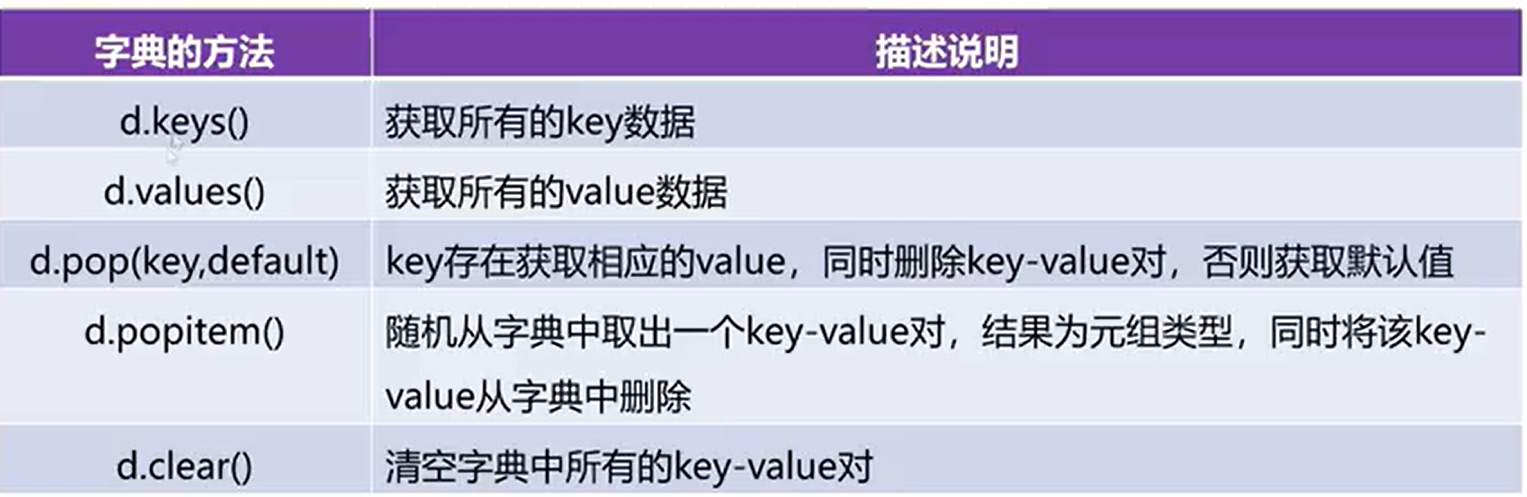 字典的方法 描述说明
d.keys() 获取所有的key数据
d.values() 获取所有的value数据
d.pop(key,default) key存在获取相应的value，同时删除key-value对，否则获取默认值
d.popitem() 随机从字典中取出一个key-value对，结果为元组类型，同时将该key-
value从字典中删除
d.clear() 清空字典中所有的key-value对